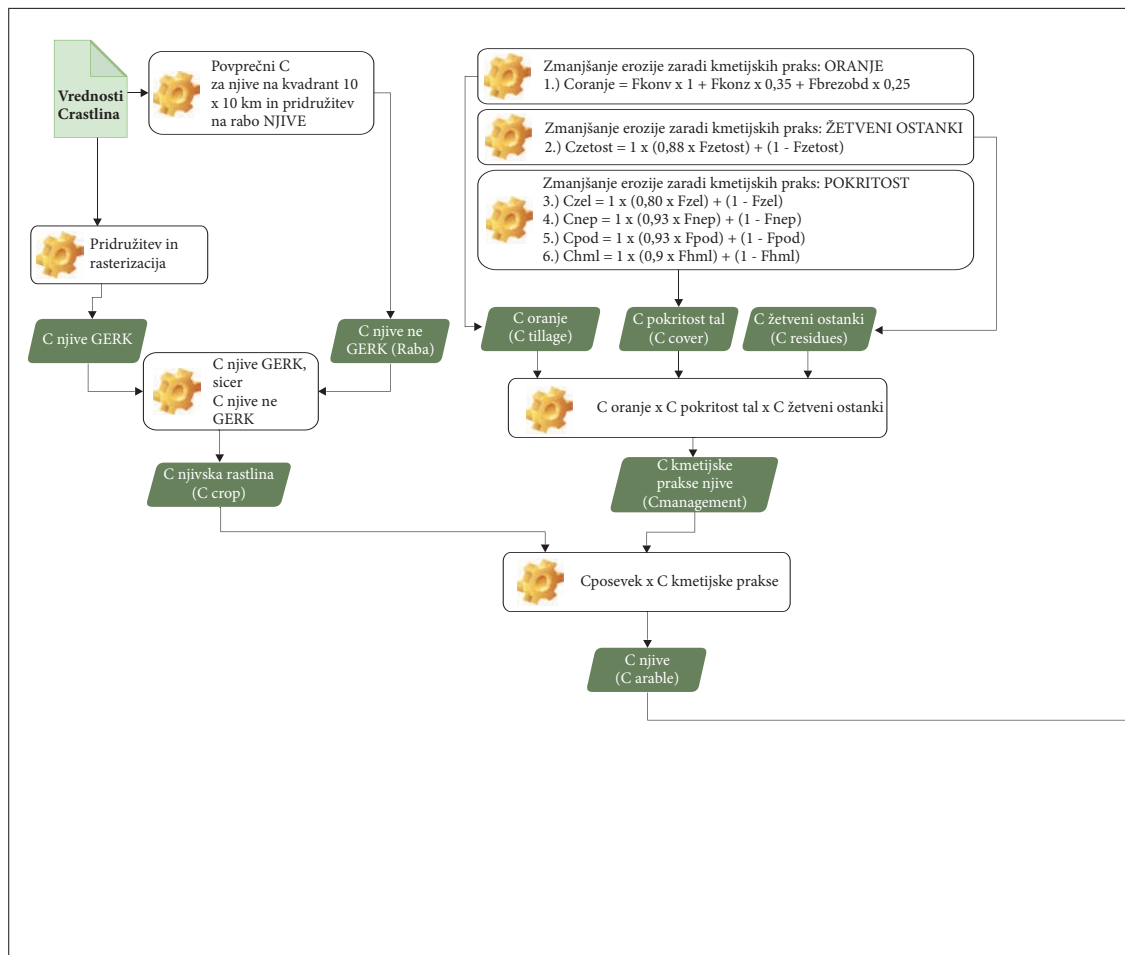 Vrednosti
Crastlina
Povprečni C
za njive na kvadrant 10
x 10 km in pridružitev
na rabo NJIVE
Pridružitev in
rasterizacija
C njive GERK
C njive ne
GERK (Raba)
C njive GERK,
sicer
C njive ne
GERK
C njivska rastlina
(C crop)
Zmanjšanje erozije zaradi kmetijskih praks: ORANJE
1.) Coranje = Fkonv x 1 + Fkonz x 0,35 + Fbrezobd x 0,25
Zmanjšanje erozije zaradi kmetijskih praks: ŽETVENI OSTANKI
2.) Czetost = 1 x (0,88 x Fzetost) + (1 - Fzetost)
Zmanjšanje erozije zaradi kmetijskih praks: POKRITOST
3.) Czel = 1 x (0,80 x Fzel) + (1 - Fzel)
4.) Cnep = 1 x (0,93 x Fnep) + (1 - Fnep)
5.) Cpod = 1 x (0,93 x Fpod) + (1 - Fpod)
6.) Chml = 1 x (0,9 x Fhml) + (1 - Fhml)
C oranje
(C tillage)
C pokritost tal
(C cover)
C žetveni ostanki
(C residues)
C oranje x C pokritost tal x C žetveni ostanki
C kmetijske
prakse njive
(Cmanagement)
Cposevek x C kmetijske prakse
C njive
(C arable)